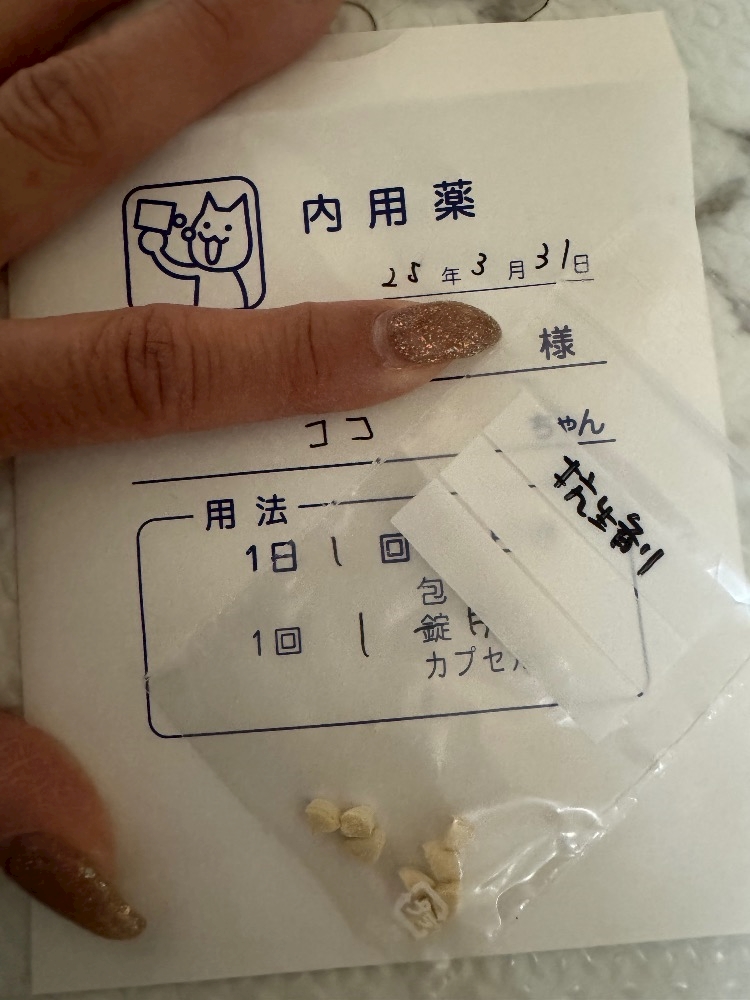 内用薬
25年3月31日
様
ココ ちゃん
抗生剤
用法
1日 1 回
包
1回 1 錠
カプセル